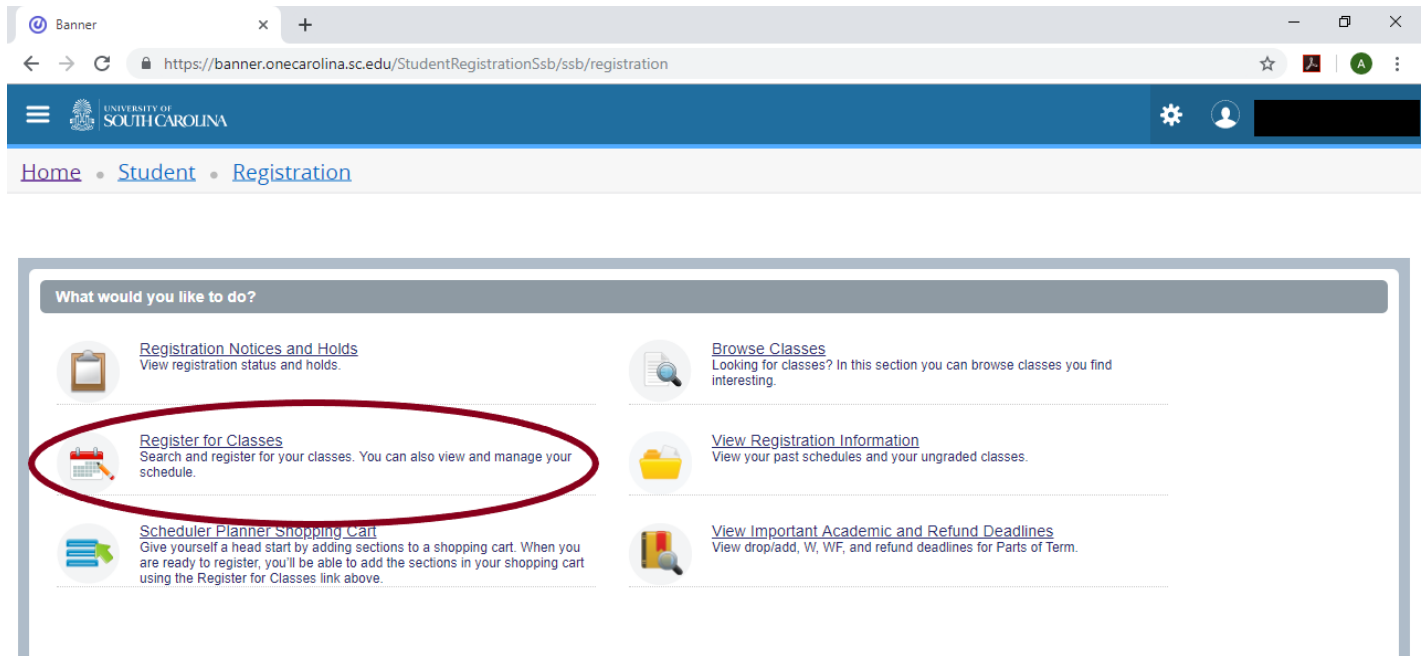 Banner
https://banner.onecarolina.sc.edu/StudentRegistrationSsb/ssb/registration
A
UNIVERSITY OF
SOUTH CAROLINA
Home • Student • Registration
What would you like to do?
Registration Notices and Holds
View registration status and holds.
Browse Classes
Looking for classes? In this section you can browse classes you find
interesting.
Register for Classes
Search and register for your classes. You can also view and manage your
schedule.
View Registration Information
View your past schedules and your ungraded classes.
Scheduler Planner Shopping Cart
Give yourself a head start by adding sections to a shopping cart. When you
are ready to register, you'll be able to add the sections in your shopping cart
using the Register for Classes link above.
View Important Academic and Refund Deadlines
View drop/add, W, WF, and refund deadlines for Parts of Term.